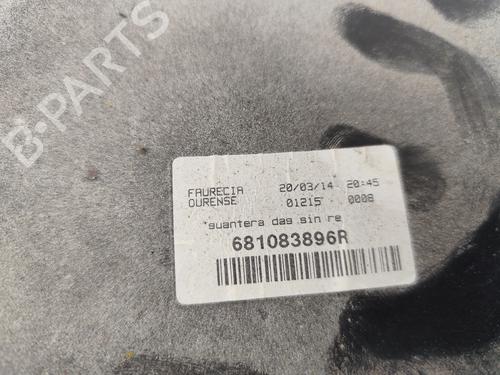 B-PARTS
FAURECIA 20/03/14 20:45
OURENSE 01215 0008
guantera dag sin re
681083896R